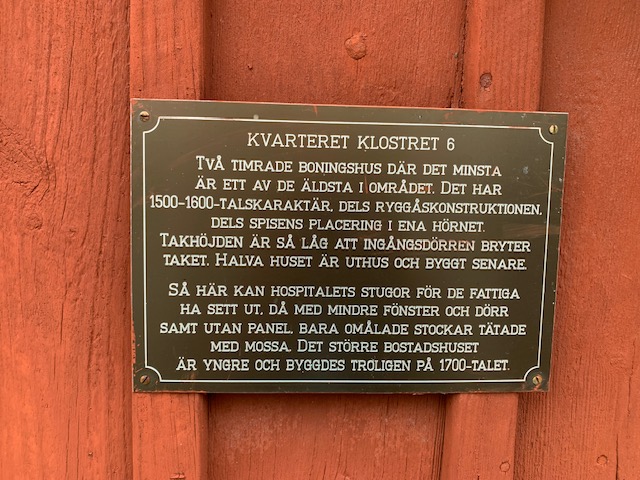 KVARTERET KLOSTRET 6
TVÅ TIMRADE BONINGSHUS DÄR DET MINSTA
ÄR ETT AV DE ÄLDSTA I OMRÅDET. DET HAR
1500-1600-TALSKARAKTÄR, DELS RYGGÅSKONSTRUKTIONEN,
DELS SPISENS PLACERING I ENA HÖRNET.
TAKHÖJDEN ÄR SÅ LÅG ATT INGÅNGSDÖRREN BRYTER
TAKET. HALVA HUSET ÄR UTHUS OCH BYGGT SENARE.
SÅ HÄR KAN HOSPITALETS STUGOR FÖR DE FATTIGA
HA SETT UT, DÅ MED MINDRE FÖNSTER OCH DÖRR
SAMT UTAN PANEL, BARA OMÅLADE STOCKAR TÄTADE
MED MOSSA. DET STÖRRE BOSTADSHUSET
ÄR YNGRE OCH BYGGDES TROLIGEN PÅ 1700-TALET.